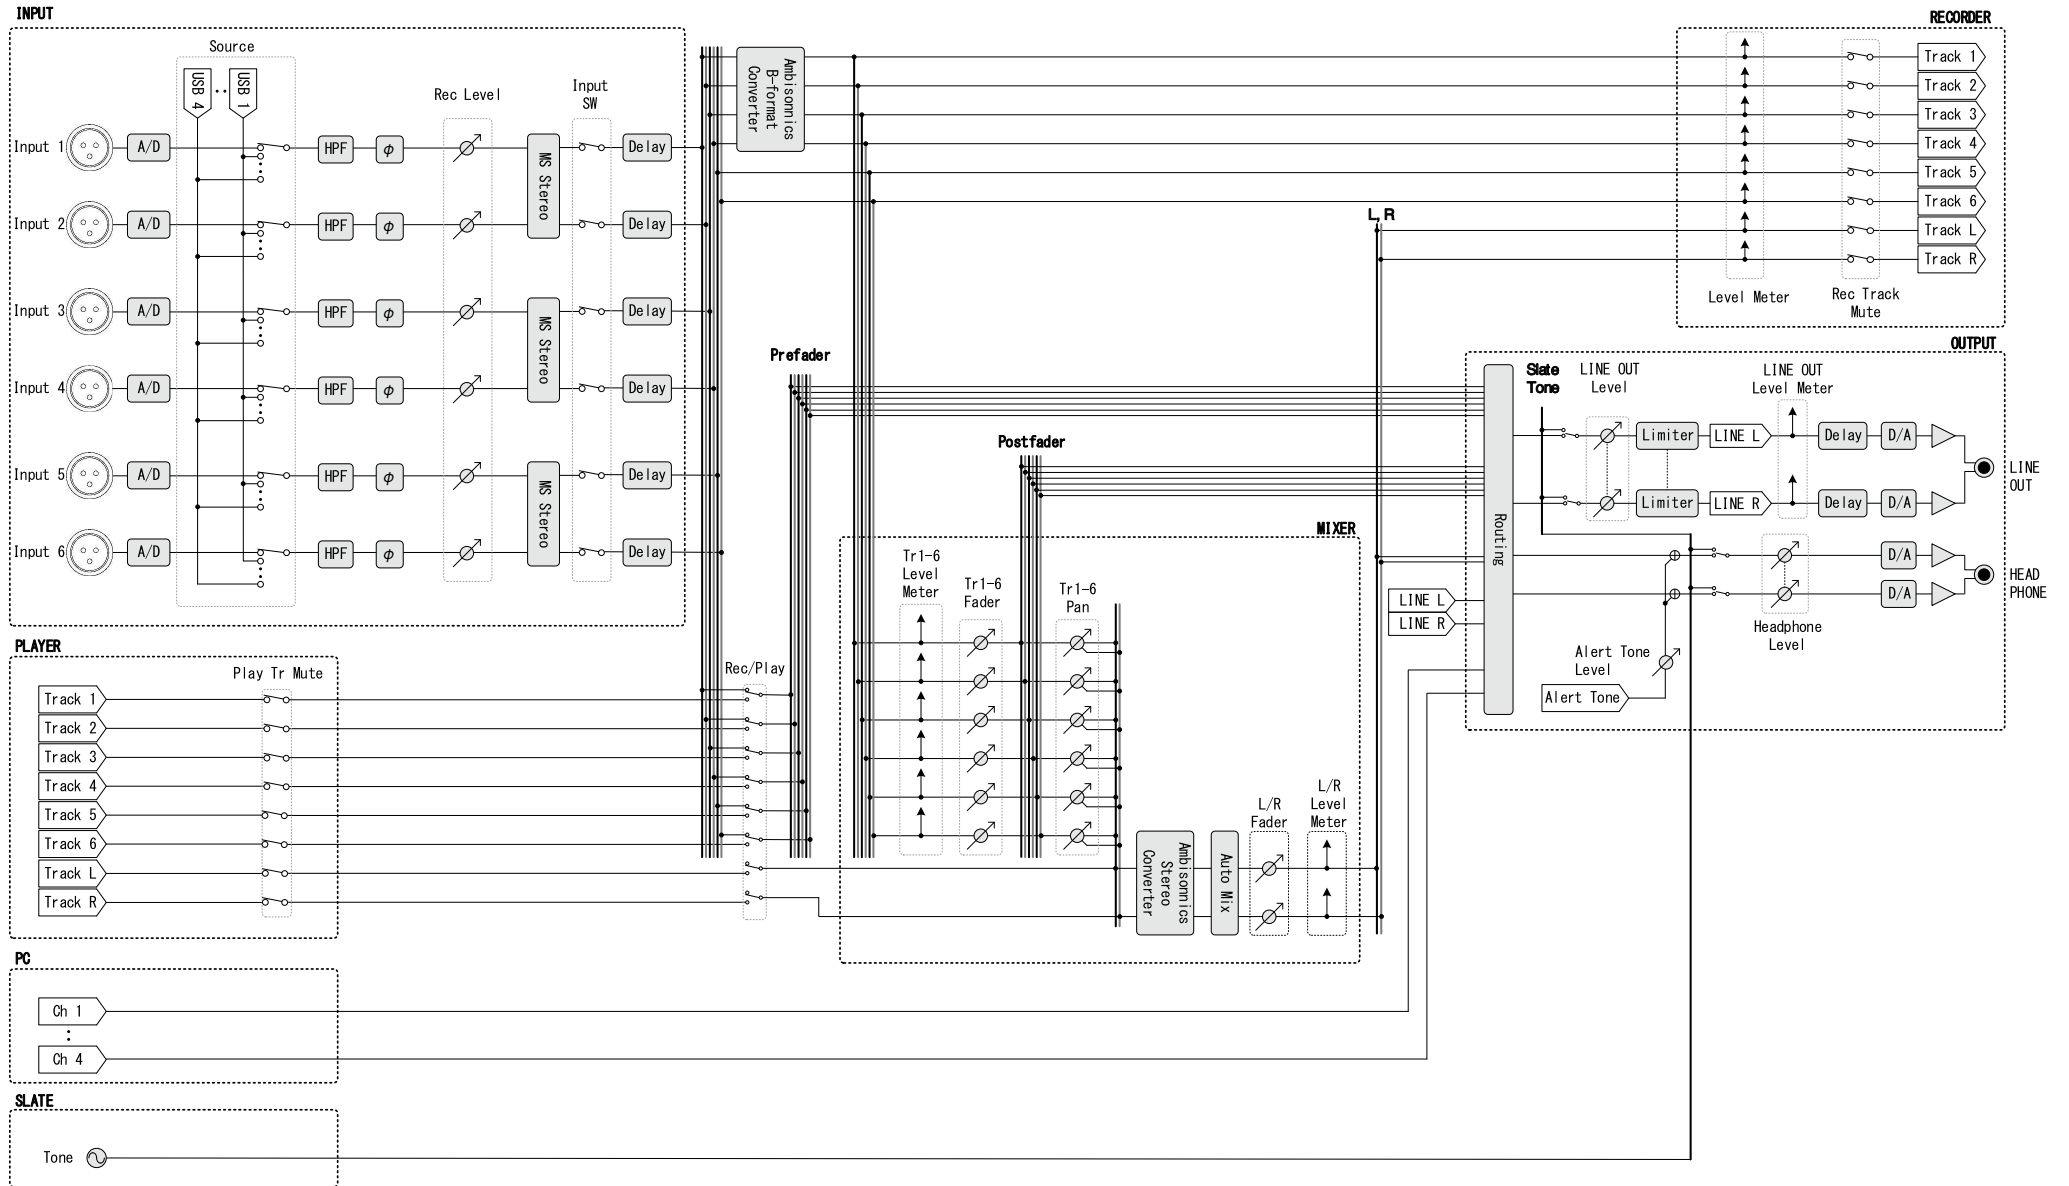 INPUT
Source
USB 4
USB 1
Rec Level
Input
SW
Input 1
A/D
HPF
φ
MS Stereo
Delay
Input 2
A/D
HPF
φ
Delay
Input 3
A/D
HPF
φ
MS Stereo
Delay
Input 4
A/D
HPF
φ
Delay
Input 5
A/D
HPF
φ
MS Stereo
Delay
Input 6
A/D
HPF
φ
Delay
Ambisonnics
B-format
Converter
RECORDER
Track 1
Track 2
Track 3
Track 4
Track 5
Track 6
Track L
Track R
Level Meter
Rec Track
Mute
L,R
Prefader
Postfader
OUTPUT
Routing
Slate
Tone
LINE OUT
Level
LINE OUT
Level Meter
Limiter
LINE L
Delay
D/A
Limiter
LINE R
Delay
D/A
LINE
OUT
D/A
D/A
HEAD
PHONE
Headphone
Level
LINE L
LINE R
Alert Tone
Level
Alert Tone
MIXER
Tr1-6
Level
Meter
Tr1-6
Fader
Tr1-6
Pan
Ambisonnics
Stereo
Converter
Auto Mix
L/R
Fader
L/R
Level
Meter
PLAYER
Play Tr Mute
Rec/Play
Track 1
Track 2
Track 3
Track 4
Track 5
Track 6
Track L
Track R
PC
Ch 1
Ch 4
SLATE
Tone